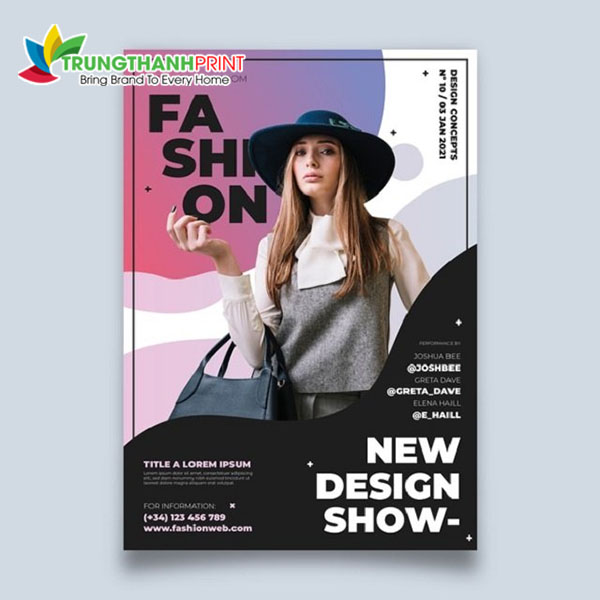 TRUNGTHANHPRINT
Bring Brand To Every Home
FA
SHI
ON
DESIGN CONCEPTS
Nº 10 / 03 JAN 2021
PERFORMANCE BY
JOSHUA BEE
@JOSHBEE
GRETA DAVE
@GRETA_DAVE
ELENA HAILL
@E_HAILL
NEW
DESIGN
SHOW-
TITLE A LOREM IPSUM
FOR INFORMATION:
(+34) 123 456 789
www.fashionweb.com